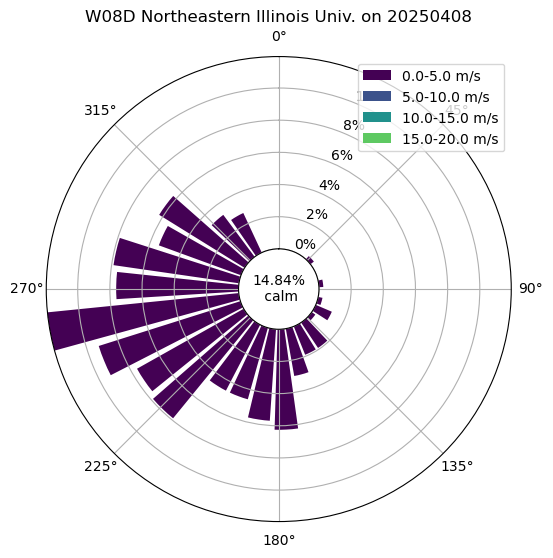 W08D Northeastern Illinois Univ. on 20250408
0°
0.0-5.0 m/s
5.0-10.0 m/s
10.0-15.0 m/s
15.0-20.0 m/s
315°
45°
8%
6%
4%
2%
0%
270°
14.84%
calm
90°
225°
135°
180°